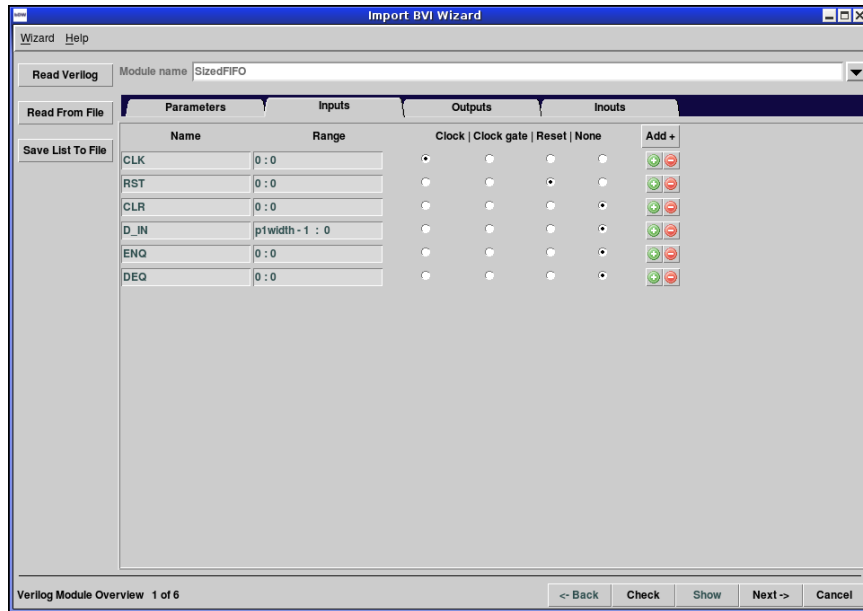 Import BVI Wizard
Wizard Help
Read Verilog
Module name SizedFIFO
Read From File
Parameters Inputs Outputs Inouts
Save List To File
Name Range Clock | Clock gate | Reset | None Add +
CLK 0 : 0
RST 0 : 0
CLR 0 : 0
D_IN p1width - 1 : 0
ENQ 0 : 0
DEQ 0 : 0
Verilog Module Overview 1 of 6
<- Back Check Show Next -> Cancel